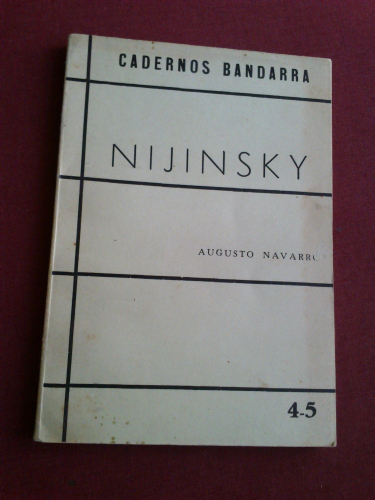 CADERNOS BANDARRA
NIJINSKY
AUGUSTO NAVARRO
4-5